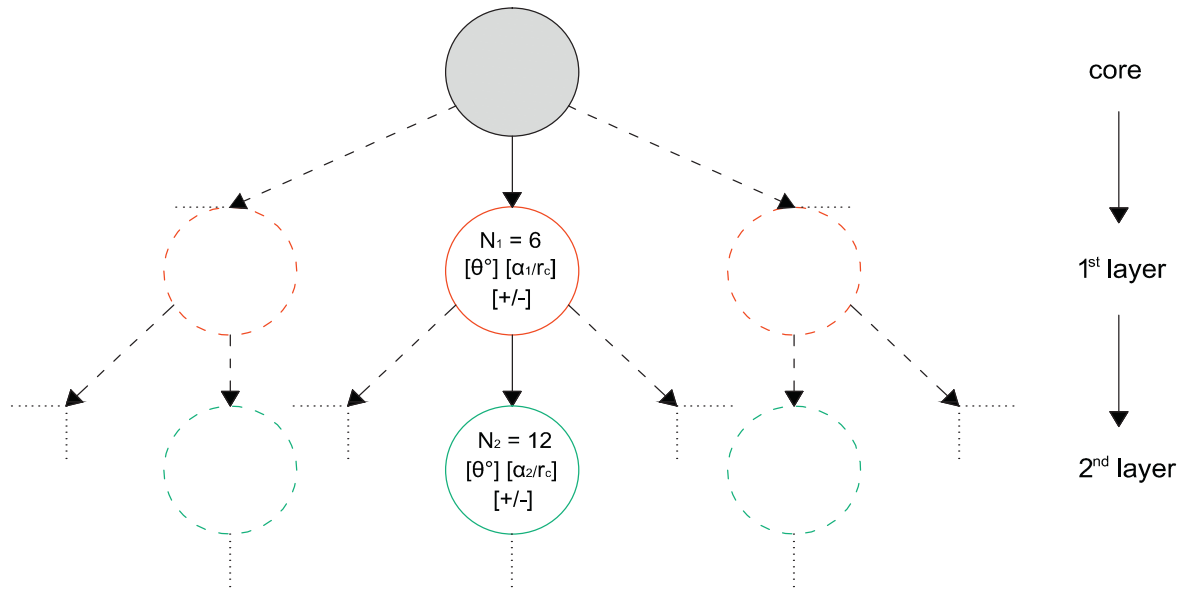 core
N₁ = 6
[θ°] [α₁/r꜀]
[+/-]
1ˢᵗ layer
N₂ = 12
[θ°] [α₂/r꜀]
[+/-]
2ⁿᵈ layer